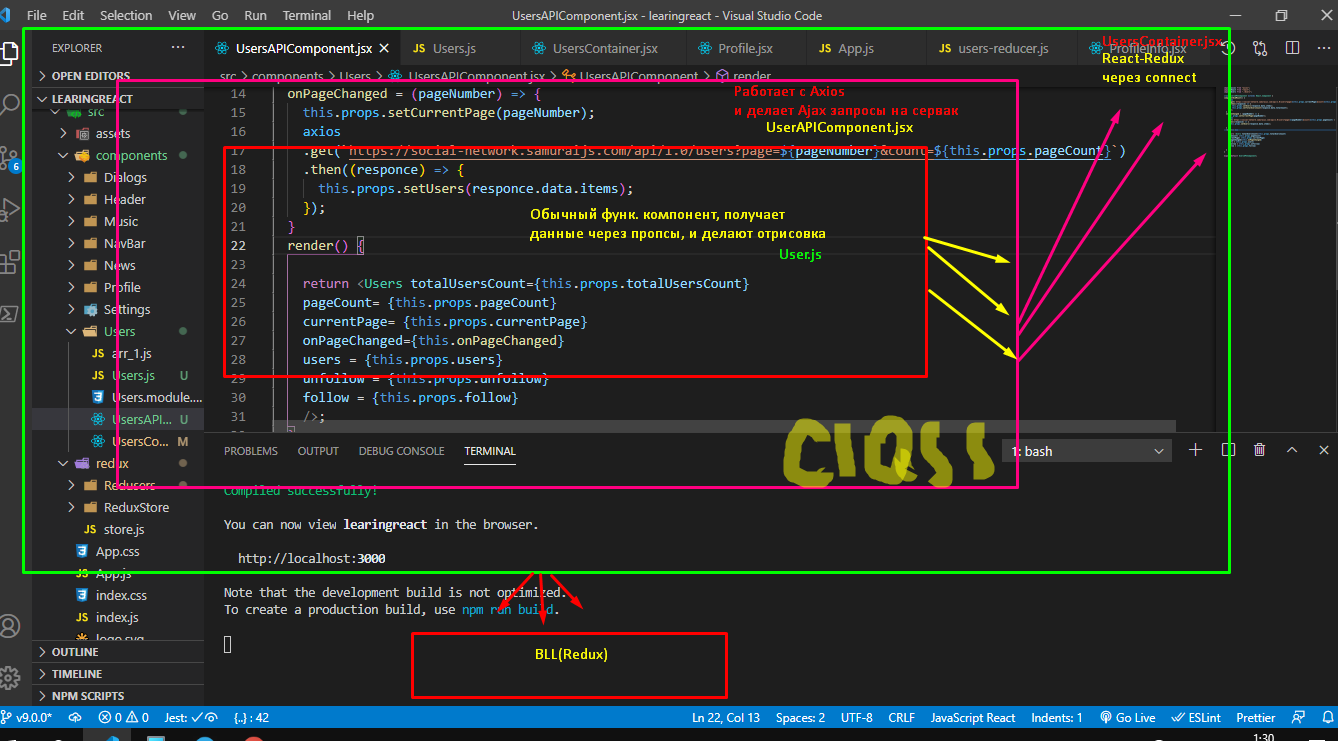 File Edit Selection View Go Run Terminal Help
UsersAPIComponent.jsx - learingreact - Visual Studio Code
EXPLORER
OPEN EDITORS
LEARINGREACT
src
assets
components
Dialogs
Header
Music
NavBar
News
Profile
Settings
Users
arr_1.js
Users.js U
Users.module....
UsersAPI... U
UsersCo... M
redux
Redusers
ReduxStore
store.js
App.css
App.js
index.css
index.js
logo.svg
OUTLINE
TIMELINE
NPM SCRIPTS
UsersAPIComponent.jsx
Users.js
UsersContainer.jsx
Profile.jsx
App.js
users-reducer.js
ProfileInfo.jsx
UsersContainer.jsx
React-Redux
через connect
src > components > Users > UsersAPIComponent.jsx > UsersAPIComponent > render
14 onPageChanged = (pageNumber) => {
15 this.props.setCurrentPage(pageNumber);
16 axios
17 .get(`https://social-network.samuraijs.com/api/1.0/users?page=${pageNumber}&count=${this.props.pageCount}`)
18 .then((responce) => {
19 this.props.setUsers(responce.data.items);
20 });
21 }
22 render() {
23
24 return <Users totalUsersCount={this.props.totalUsersCount}
25 pageCount= {this.props.pageCount}
26 currentPage= {this.props.currentPage}
27 onPageChanged={this.onPageChanged}
28 users = {this.props.users}
29 unfollow = {this.props.unfollow}
30 follow = {this.props.follow}
31 />;
Работает с Axios
и делает Ajax запросы на сервак
UserAPIComponent.jsx
Обычный функ. компонент, получает
данные через пропсы, и делают отрисовка
User.js
Class
PROBLEMS OUTPUT DEBUG CONSOLE TERMINAL
1: bash
Compiled successfully!
You can now view learingreact in the browser.
http://localhost:3000
Note that the development build is not optimized.
To create a production build, use npm run build.
BLL(Redux)
6
v9.0.0* 0 0 Jest: {..} : 42
Ln 22, Col 13 Spaces: 2 UTF-8 CRLF JavaScript React Indents: 1 Go Live ESLint Prettier
1:30